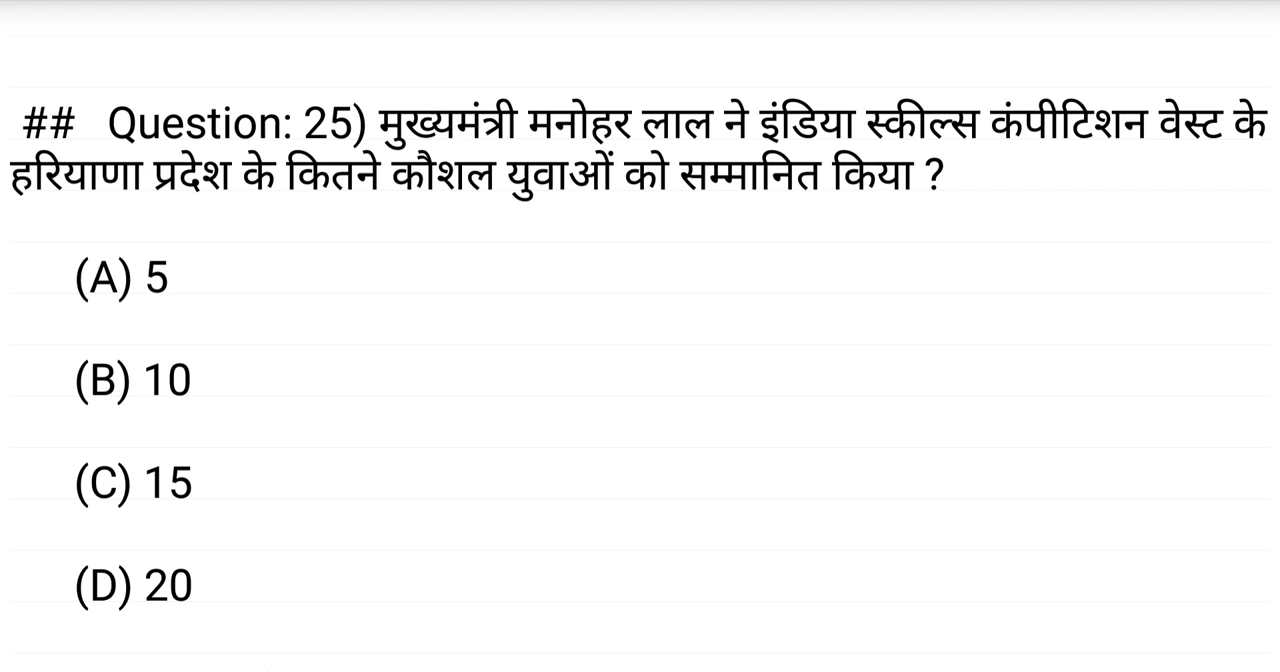 ## Question: 25) मुख्यमंत्री मनोहर लाल ने इंडिया स्कील्स कंपीटिशन वेस्ट के
हरियाणा प्रदेश के कितने कौशल युवाओं को सम्मानित किया ?
(A) 5
(B) 10
(C) 15
(D) 20